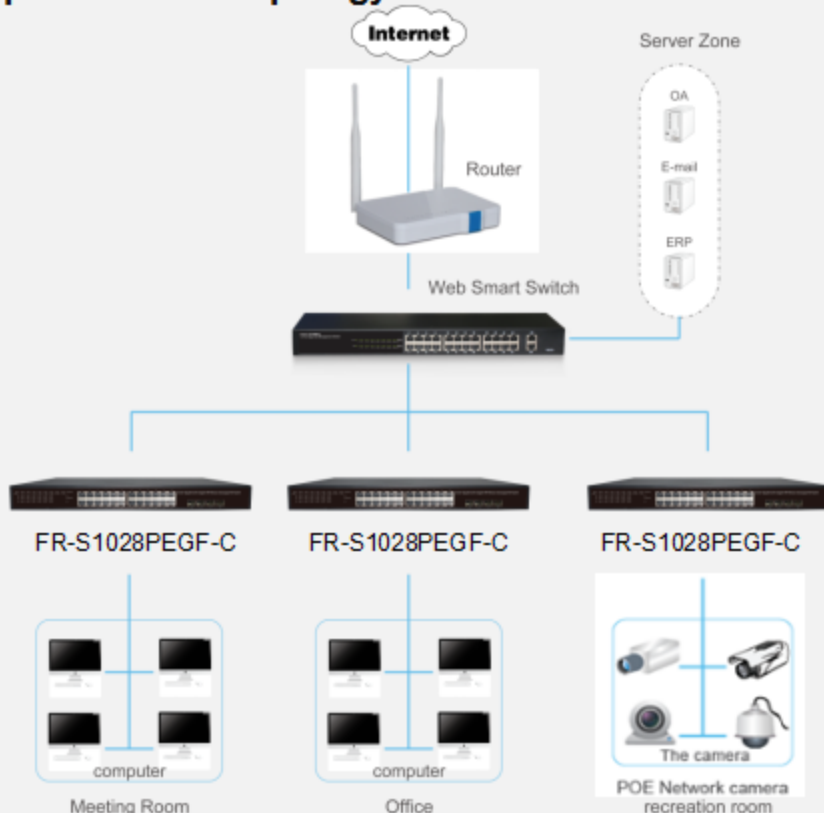 Internet
Server Zone
OA
Router
E-mail
ERP
Web Smart Switch
FR-S1028PEGF-C
FR-S1028PEGF-C
FR-S1028PEGF-C
computer
computer
The camera
Meeting Room
Office
POE Network camera
recreation room